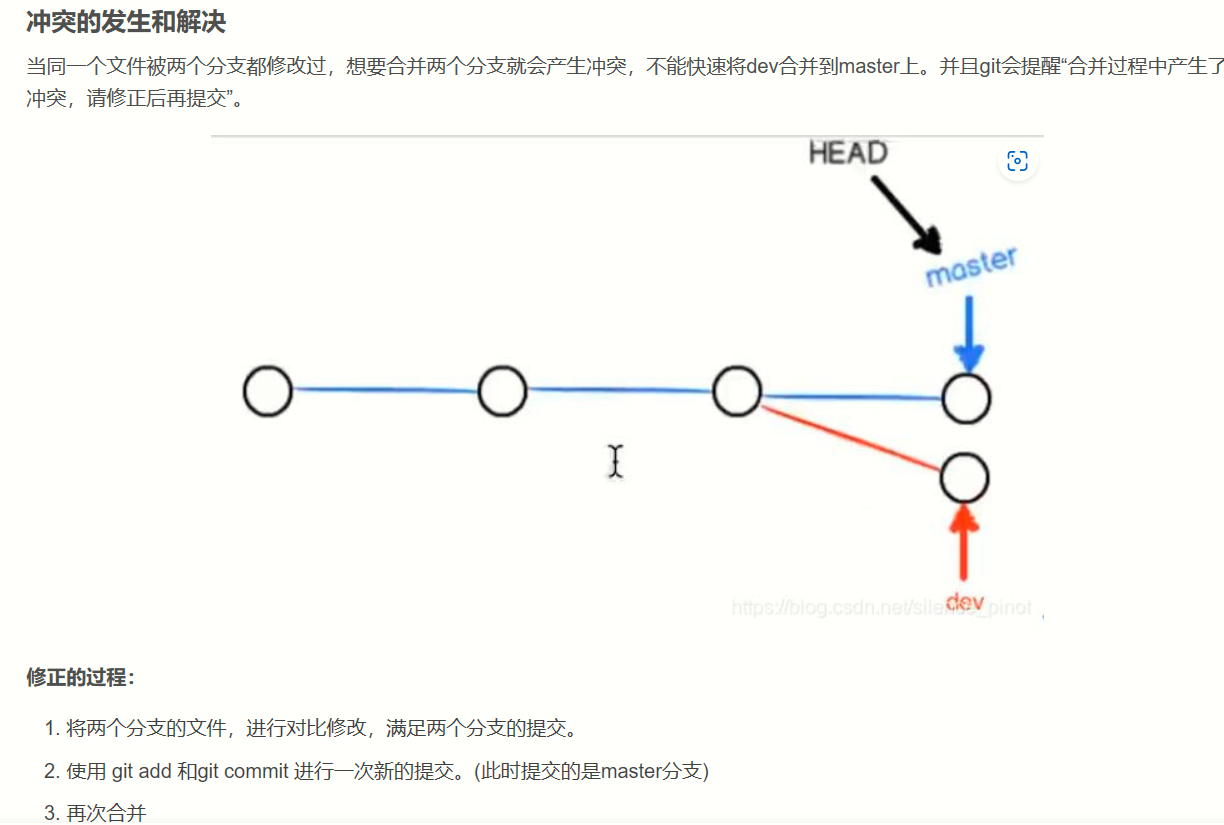 冲突的发生和解决
当同一个文件被两个分支都修改过，想要合并两个分支就会产生冲突，不能快速将dev合并到master上。并且git会提醒“合并过程中产生了
冲突，请修正后再提交”。
HEAD
master
dev
https://blog.csdn.net/silence_pinot
修正的过程：
1. 将两个分支的文件，进行对比修改，满足两个分支的提交。
2. 使用 git add 和git commit 进行一次新的提交。(此时提交的是master分支)
3. 再次合并